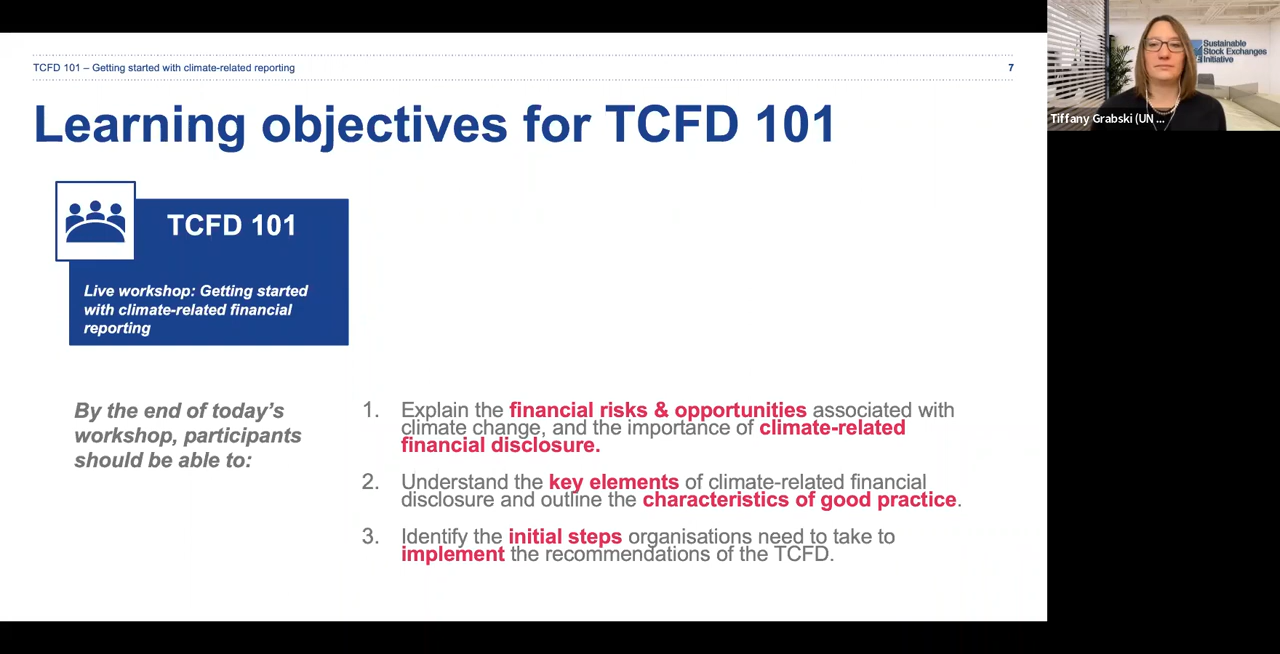 TCFD 101 – Getting started with climate-related reporting
7
Learning objectives for TCFD 101
TCFD 101
Live workshop: Getting started
with climate-related financial
reporting
By the end of today’s
workshop, participants
should be able to:
1. Explain the financial risks & opportunities associated with
climate change, and the importance of climate-related
financial disclosure.
2. Understand the key elements of climate-related financial
disclosure and outline the characteristics of good practice.
3. Identify the initial steps organisations need to take to
implement the recommendations of the TCFD.
Sustainable
Stock Exchanges
Initiative
Tiffany Grabski (UN ...